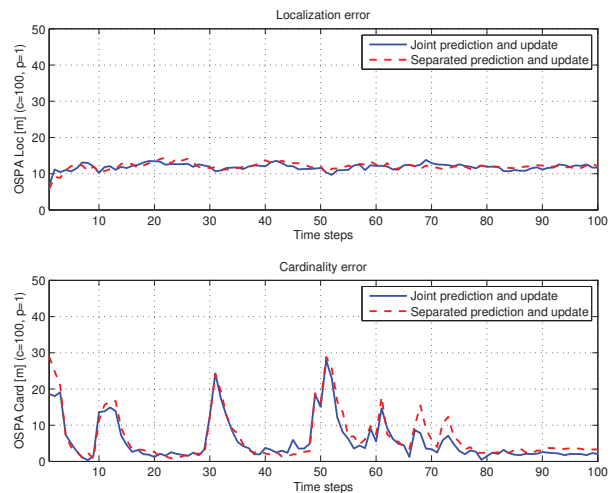 Localization error
50
40
30
20
10
0
OSPA Loc [m] (c=100, p=1)
Joint prediction and update
Separated prediction and update
10 20 30 40 50 60 70 80 90 100
Time steps
Cardinality error
50
40
30
20
10
0
OSPA Card [m] (c=100, p=1)
Joint prediction and update
Separated prediction and update
10 20 30 40 50 60 70 80 90 100
Time steps